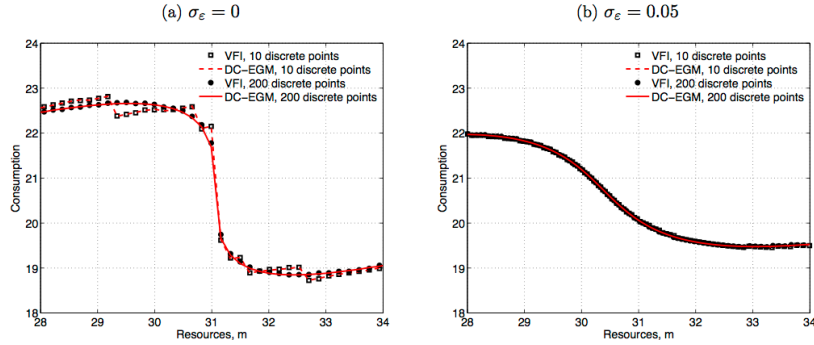 (a) σ_ε = 0
24
23
22
21
20
19
18
28
29
30
31
32
33
34
Consumption
Resources, m
VFI, 10 discrete points
DC−EGM, 10 discrete points
VFI, 200 discrete points
DC−EGM, 200 discrete points
(b) σ_ε = 0.05
24
23
22
21
20
19
18
28
29
30
31
32
33
34
Consumption
Resources, m
VFI, 10 discrete points
DC−EGM, 10 discrete points
VFI, 200 discrete points
DC−EGM, 200 discrete points